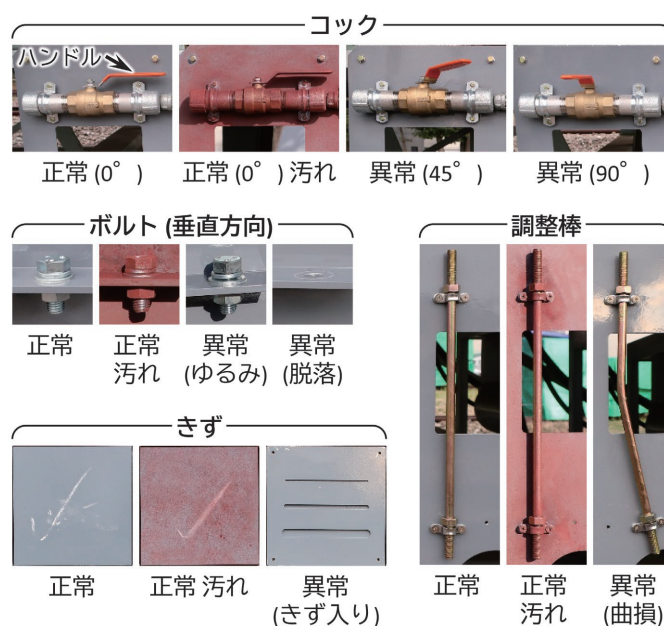 コック
ハンドル
正常 (0°)
正常 (0°) 汚れ
異常 (45°)
異常 (90°)
ボルト (垂直方向)
正常
正常
汚れ
異常
(ゆるみ)
異常
(脱落)
調整棒
正常
正常
汚れ
異常
(曲損)
きず
正常
正常 汚れ
異常
(きず入り)